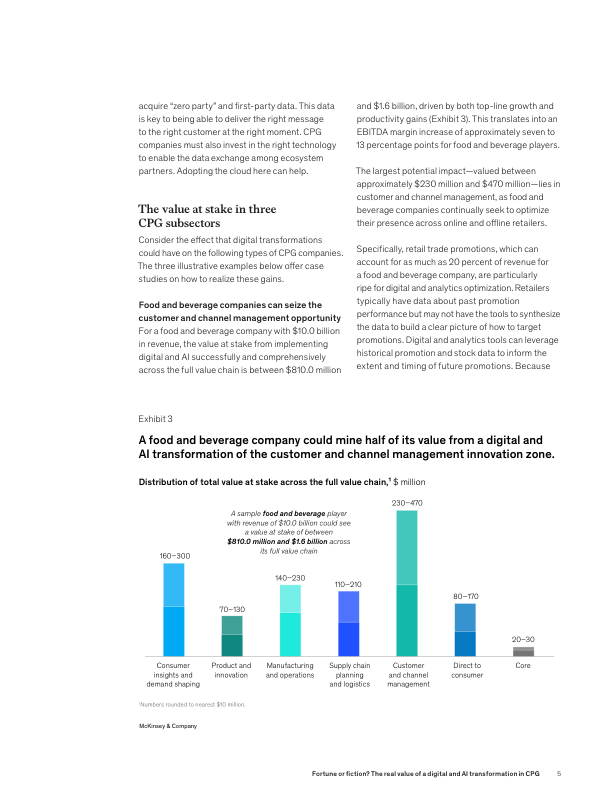 acquire “zero party” and first-party data. This data
is key to being able to deliver the right message
to the right customer at the right moment. CPG
companies must also invest in the right technology
to enable the data exchange among ecosystem
partners. Adopting the cloud here can help.
The value at stake in three
CPG subsectors
Consider the effect that digital transformations
could have on the following types of CPG companies.
The three illustrative examples below offer case
studies on how to realize these gains.
Food and beverage companies can seize the
customer and channel management opportunity
For a food and beverage company with $10.0 billion
in revenue, the value at stake from implementing
digital and AI successfully and comprehensively
across the full value chain is between $810.0 million
and $1.6 billion, driven by both top-line growth and
productivity gains (Exhibit 3). This translates into an
EBITDA margin increase of approximately seven to
13 percentage points for food and beverage players.
The largest potential impact—valued between
approximately $230 million and $470 million—lies in
customer and channel management, as food and
beverage companies continually seek to optimize
their presence across online and offline retailers.
Specifically, retail trade promotions, which can
account for as much as 20 percent of revenue for
a food and beverage company, are particularly
ripe for digital and analytics optimization. Retailers
typically have data about past promotion
performance but may not have the tools to synthesize
the data to build a clear picture of how to target
promotions. Digital and analytics tools can leverage
historical promotion and stock data to inform the
extent and timing of future promotions. Because
Exhibit 3
A food and beverage company could mine half of its value from a digital and
AI transformation of the customer and channel management innovation zone.
Distribution of total value at stake across the full value chain,¹ $ million
A sample food and beverage player
with revenue of $10.0 billion could see
a value at stake of between
$810.0 million and $1.6 billion across
its full value chain
160–300
70–130
140–230
110–210
230–470
80–170
20–30
Consumer
insights and
demand shaping
Product and
innovation
Manufacturing
and operations
Supply chain
planning
and logistics
Customer
and channel
management
Direct to
consumer
Core
¹Numbers rounded to nearest $10 million.
McKinsey & Company
Fortune or fiction? The real value of a digital and AI transformation in CPG 5